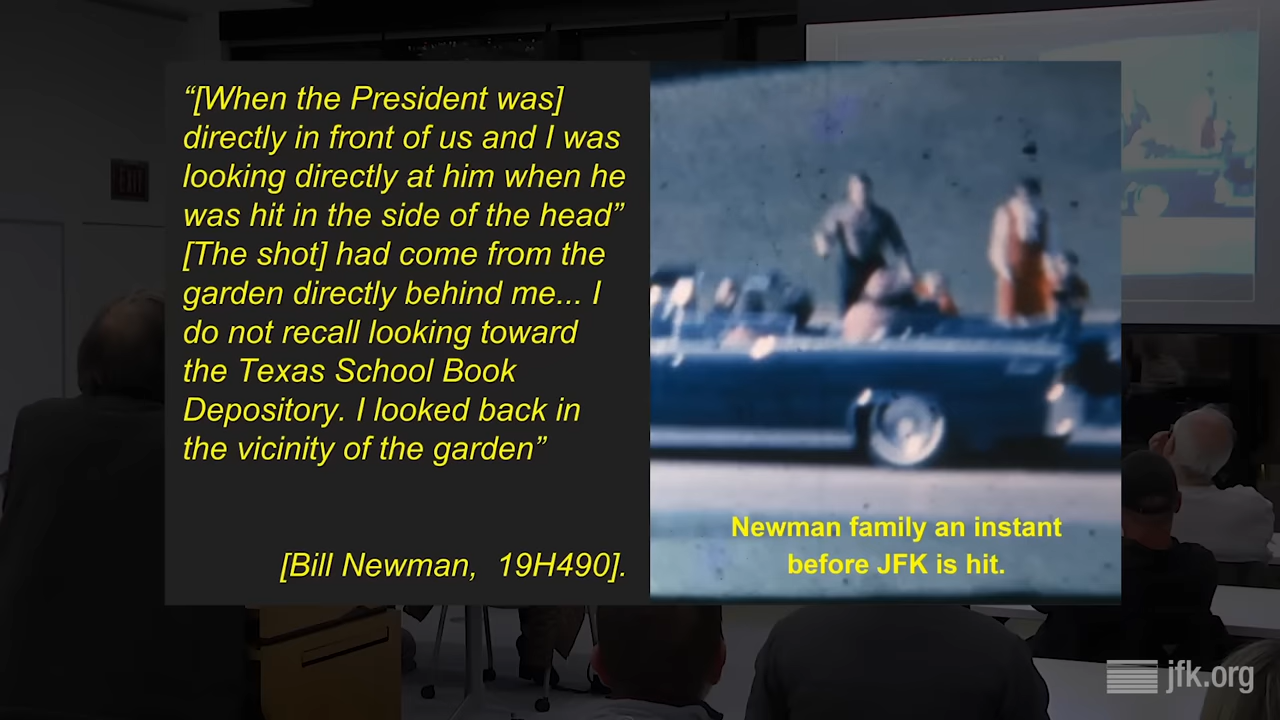 “[When the President was]
directly in front of us and I was
looking directly at him when he
was hit in the side of the head”
[The shot] had come from the
garden directly behind me... I
do not recall looking toward
the Texas School Book
Depository. I looked back in
the vicinity of the garden”
[Bill Newman, 19H490].
Newman family an instant
before JFK is hit.
EXIT
jfk.org